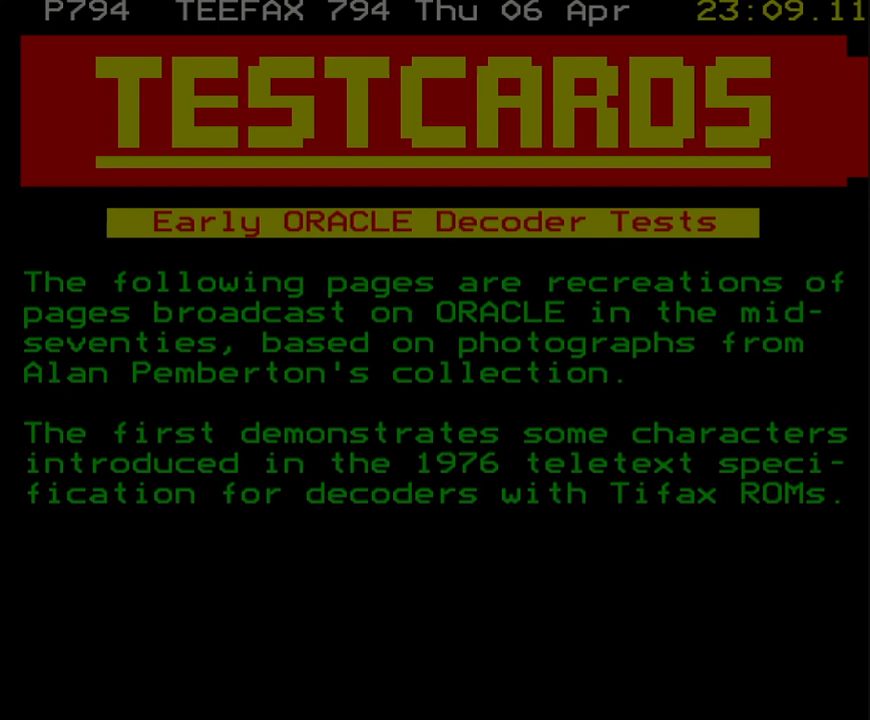 P794 TEEFAX 794 Thu 06 Apr 23:09.11
TESTCARDS
Early ORACLE Decoder Tests
The following pages are recreations of
pages broadcast on ORACLE in the mid-
seventies, based on photographs from
Alan Pemberton's collection.
The first demonstrates some characters
introduced in the 1976 teletext speci-
fication for decoders with Tifax ROMs.